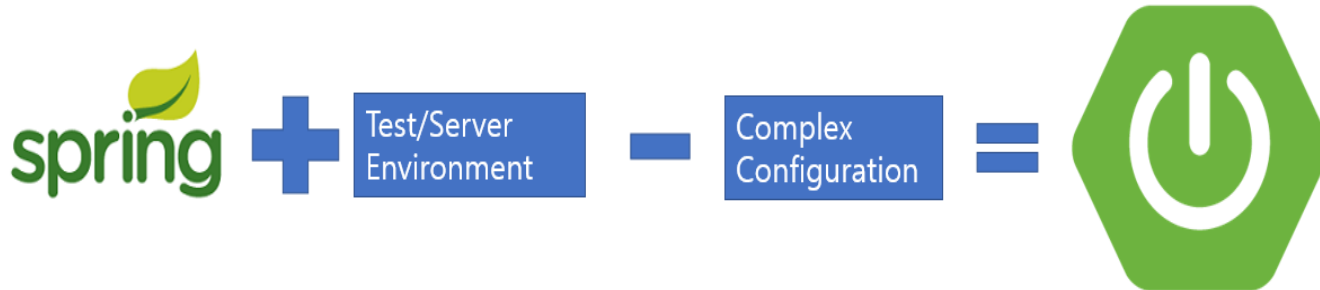 spring
Test/Server
Environment
Complex
Configuration